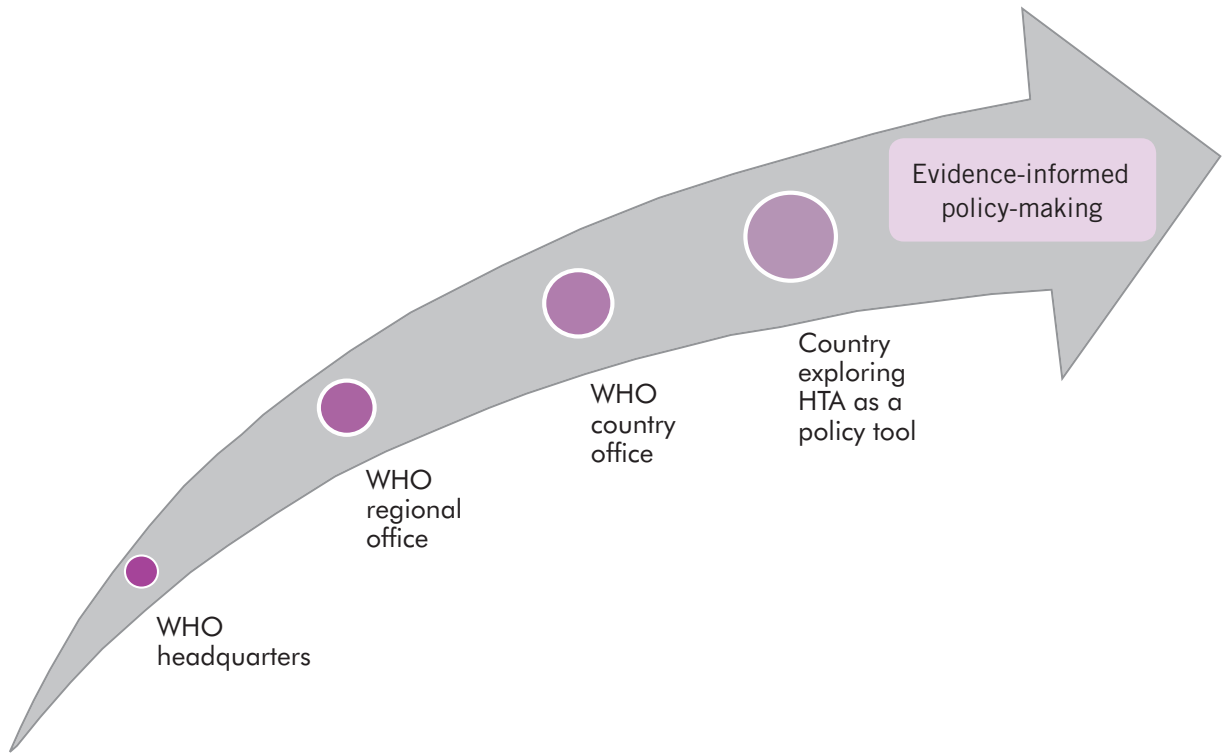 Evidence-informed
policy-making
Country
exploring
HTA as a
policy tool
WHO
country
office
WHO
regional
office
WHO
headquarters